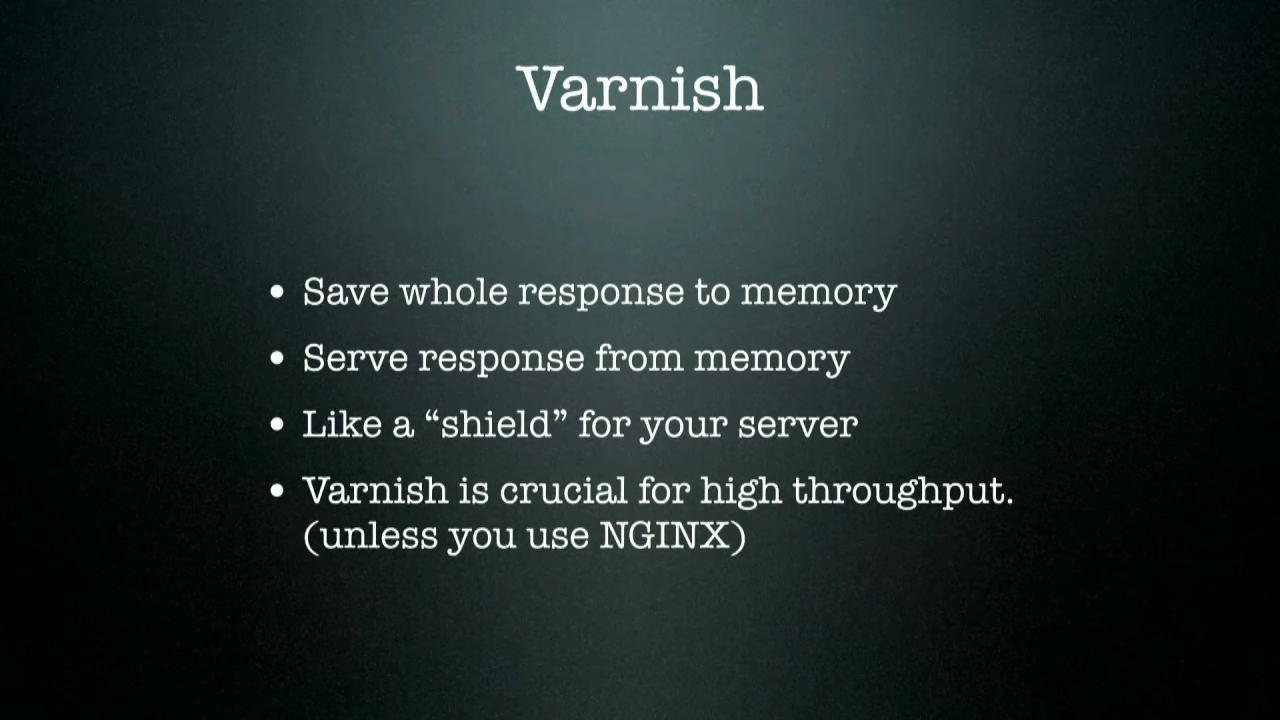 Varnish
• Save whole response to memory
• Serve response from memory
• Like a “shield” for your server
• Varnish is crucial for high throughput.
(unless you use NGINX)